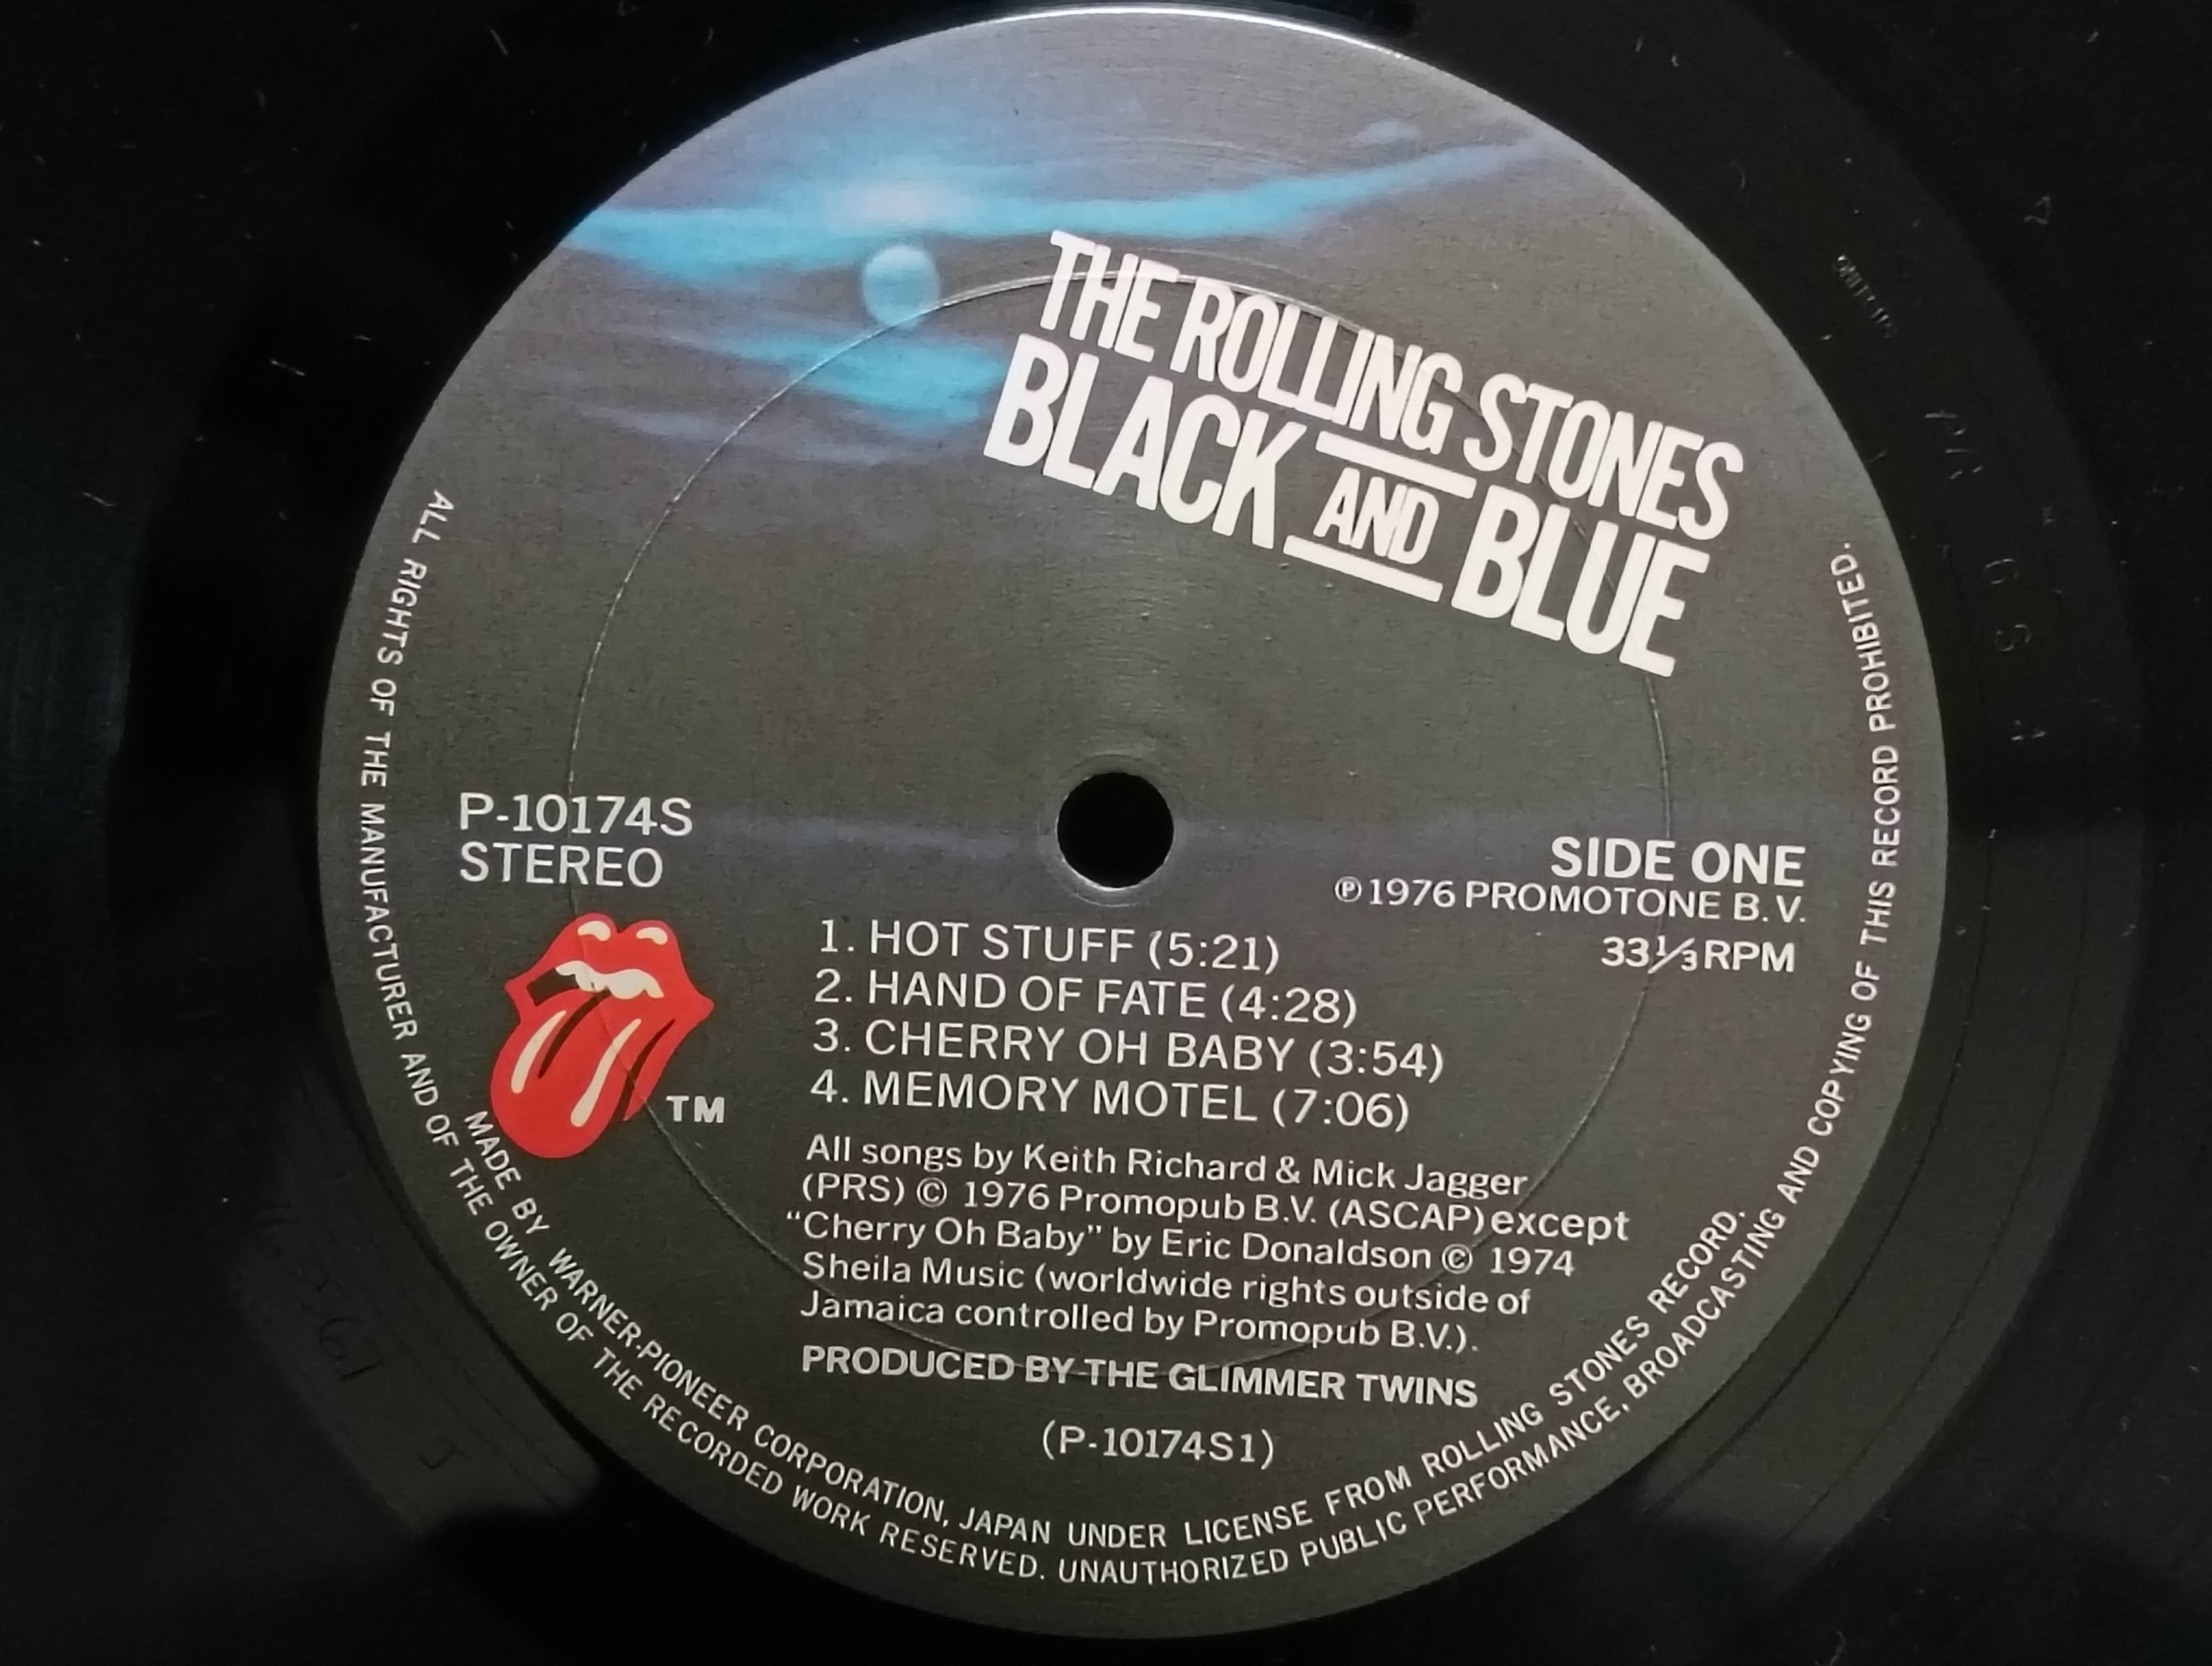 THE ROLLING STONES
BLACK AND BLUE
P-10174S
STEREO
SIDE ONE
℗ 1976 PROMOTONE B.V.
33⅓ RPM
1. HOT STUFF (5:21)
2. HAND OF FATE (4:28)
3. CHERRY OH BABY (3:54)
4. MEMORY MOTEL (7:06)
TM
All songs by Keith Richard & Mick Jagger
(PRS) © 1976 Promopub B.V. (ASCAP) except
“Cherry Oh Baby” by Eric Donaldson © 1974
Sheila Music (worldwide rights outside of
Jamaica controlled by Promopub B.V.).
PRODUCED BY THE GLIMMER TWINS
(P-10174S1)
MADE BY WARNER-PIONEER CORPORATION, JAPAN UNDER LICENSE FROM ROLLING STONES RECORD.
ALL RIGHTS OF THE MANUFACTURER AND OF THE OWNER OF THE RECORDED WORK RESERVED. UNAUTHORIZED PUBLIC PERFORMANCE, BROADCASTING AND COPYING OF THIS RECORD PROHIBITED.